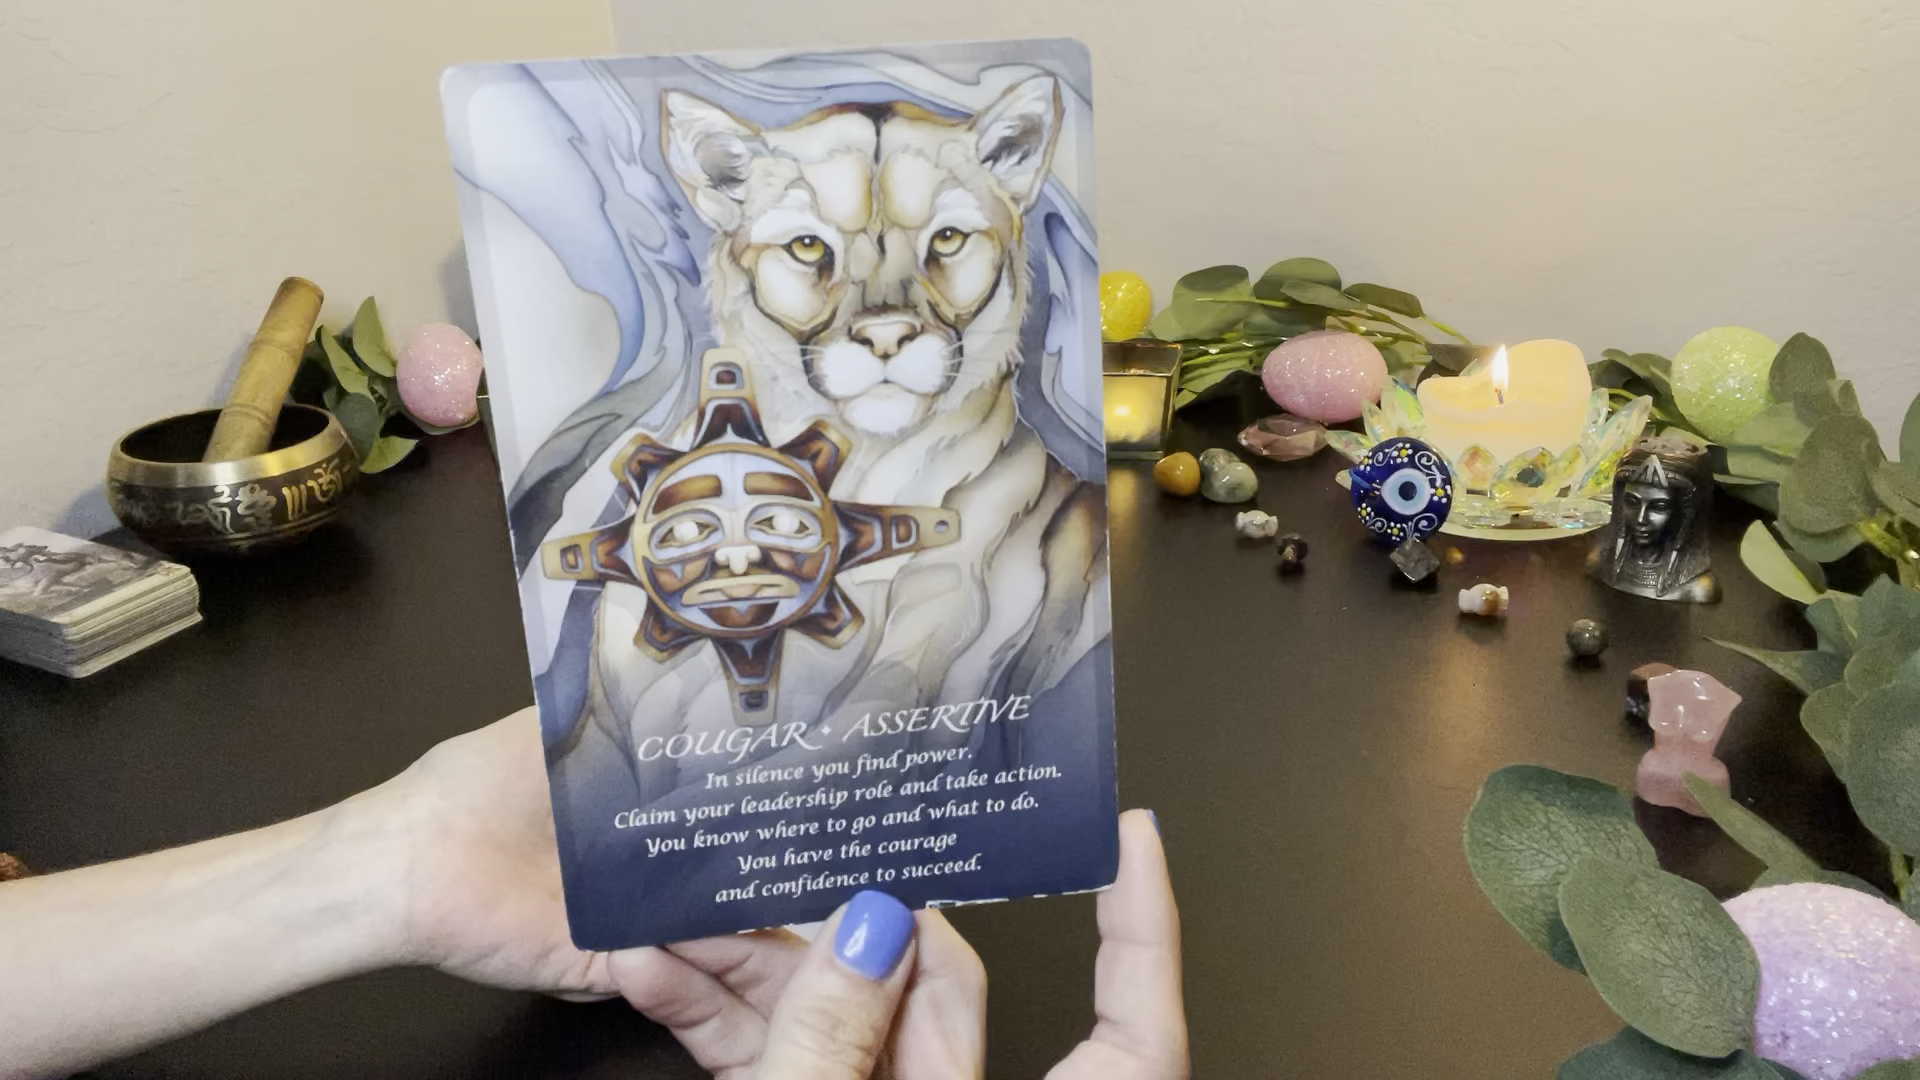 COUGAR • ASSERTIVE
In silence you find power.
Claim your leadership role and take action.
You know where to go and what to do.
You have the courage
and confidence to succeed.